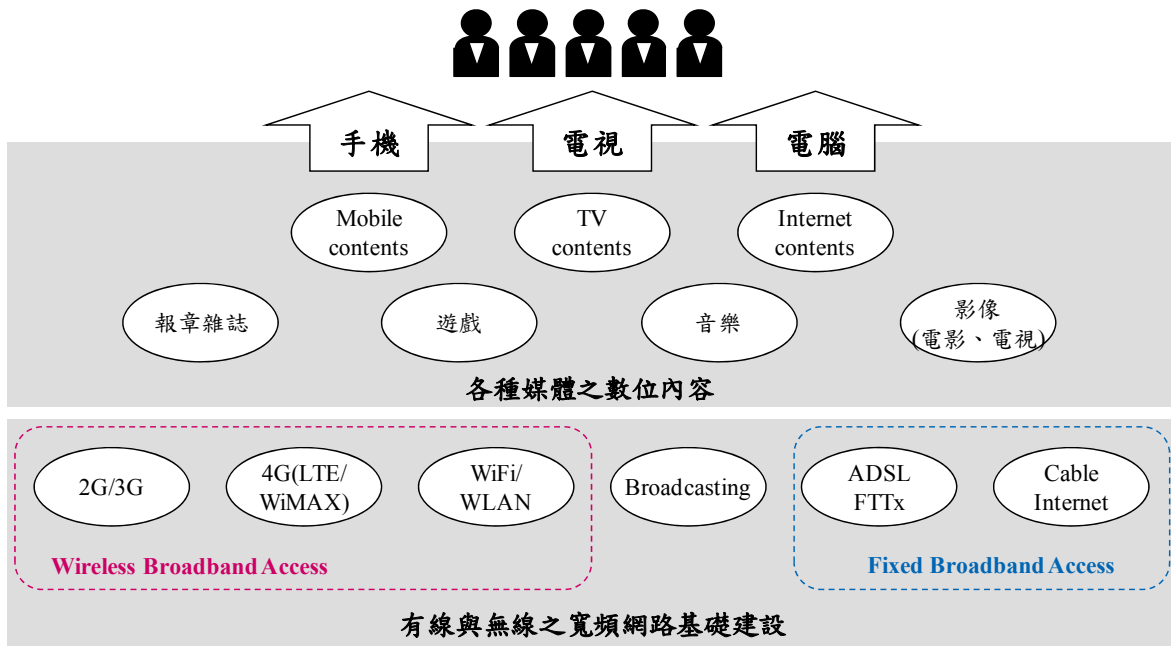 手機
電視
電腦
Mobile
contents
TV
contents
Internet
contents
報章雜誌
遊戲
音樂
影像
(電影、電視)
各種媒體之數位內容
2G/3G
4G(LTE/
WiMAX)
WiFi/
WLAN
Broadcasting
ADSL
FTTx
Cable
Internet
Wireless Broadband Access
Fixed Broadband Access
有線與無線之寬頻網路基礎建設